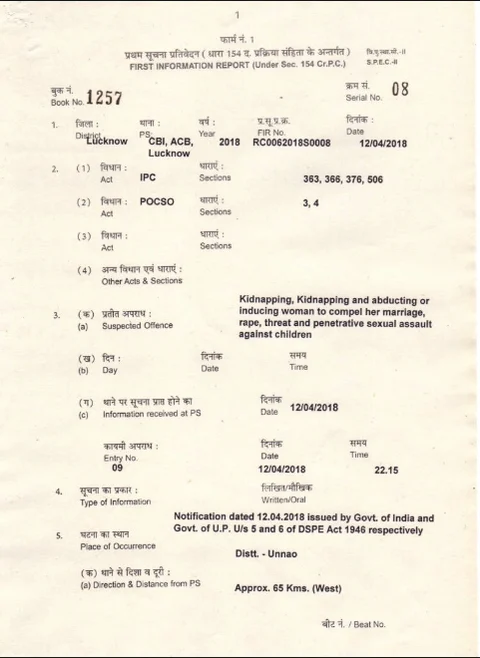 1
फार्म नं. 1
प्रथम सूचना प्रतिवेदन ( धारा 154 द. प्रक्रिया संहिता के अन्तर्गत )
FIRST INFORMATION REPORT (Under Sec. 154 Cr.P.C.)
S.P.E.C.-II
बुक नं.
Book No. 1257
क्रम सं.
Serial No. 08
1. जिला : थाना : वर्ष : प्र.सू.प्र.क्र. दिनांक :
District PS: Year FIR No. Date
Lucknow CBI, ACB, 2018 RC0062018S0008 12/04/2018
Lucknow
2. (1) विधान : IPC धाराएं :
Act Sections 363, 366, 376, 506
(2) विधान : POCSO धाराएं :
Act Sections 3, 4
(3) विधान : धाराएं :
Act Sections
(4) अन्य विधान एवं धाराएं :
Other Acts & Sections
3. (क) प्रतीत अपराध : Kidnapping, Kidnapping and abducting or
(a) Suspected Offence inducing woman to compel her marriage,
rape, threat and penetrative sexual assault
against children
(ख) दिन : दिनांक समय
(b) Day Date Time
(ग) थाने पर सूचना प्राप्त होने का दिनांक
(c) Information received at PS Date 12/04/2018
कायमी अपराध : दिनांक समय
Entry No. Date Time
09 12/04/2018 22.15
4. सूचना का प्रकार : लिखित/मौखिक
Type of Information Written/Oral
Notification dated 12.04.2018 issued by Govt. of India and
Govt. of U.P. U/s 5 and 6 of DSPE Act 1946 respectively
5. घटना का स्थान
Place of Occurrence
Distt. - Unnao
(क) थाने से दिशा व दूरी :
(a) Direction & Distance from PS Approx. 65 Kms. (West)
बीट नं. / Beat No.